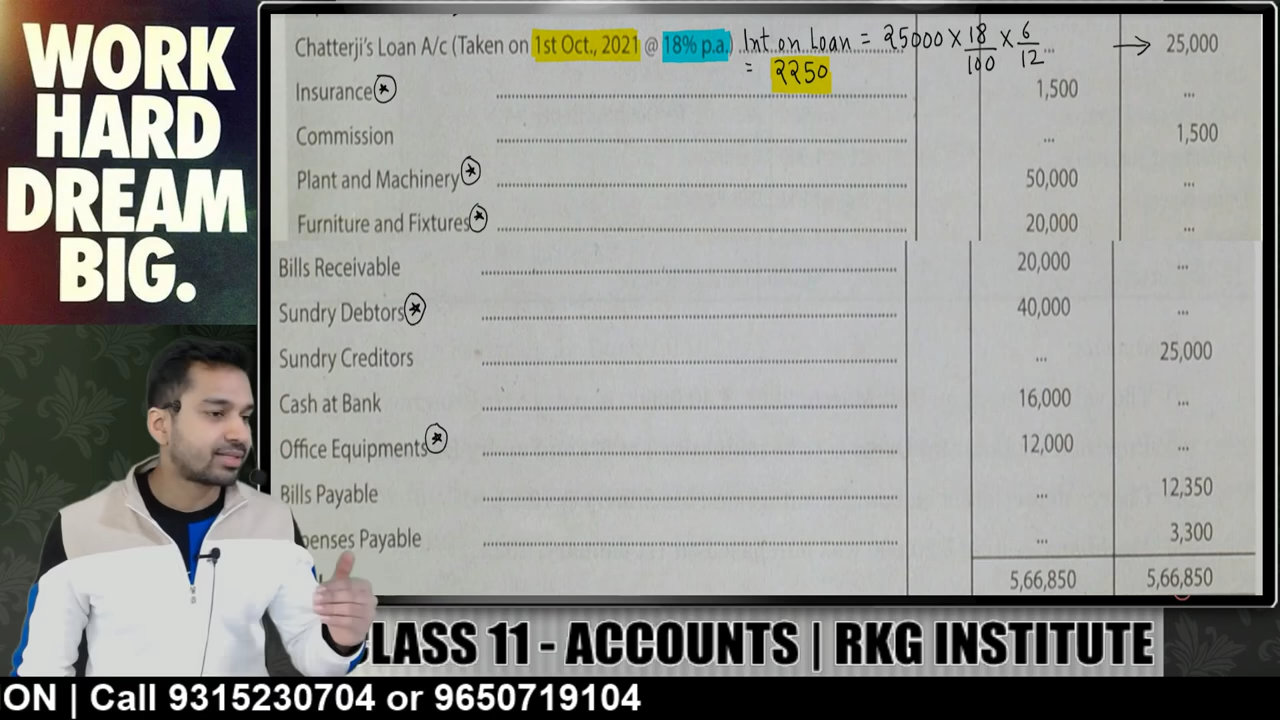 WORK
HARD
DREAM
BIG.
Chatterji's Loan A/c (Taken on 1st Oct., 2021 @ 18% p.a.) Int on Loan = 25000 × 18/100 × 6/12 ... → 25,000
= 2250
Insurance ........ 1,500 ...
Commission ........ ... 1,500
Plant and Machinery ........ 50,000 ...
Furniture and Fixtures ........ 20,000 ...
Bills Receivable ........ 20,000 ...
Sundry Debtors ........ 40,000 ...
Sundry Creditors ........ ... 25,000
Cash at Bank ........ 16,000 ...
Office Equipments ........ 12,000 ...
Bills Payable ........ ... 12,350
penses Payable ........ ... 3,300
5,66,850 5,66,850
CLASS 11 - ACCOUNTS | RKG INSTITUTE
ON | Call 9315230704 or 9650719104